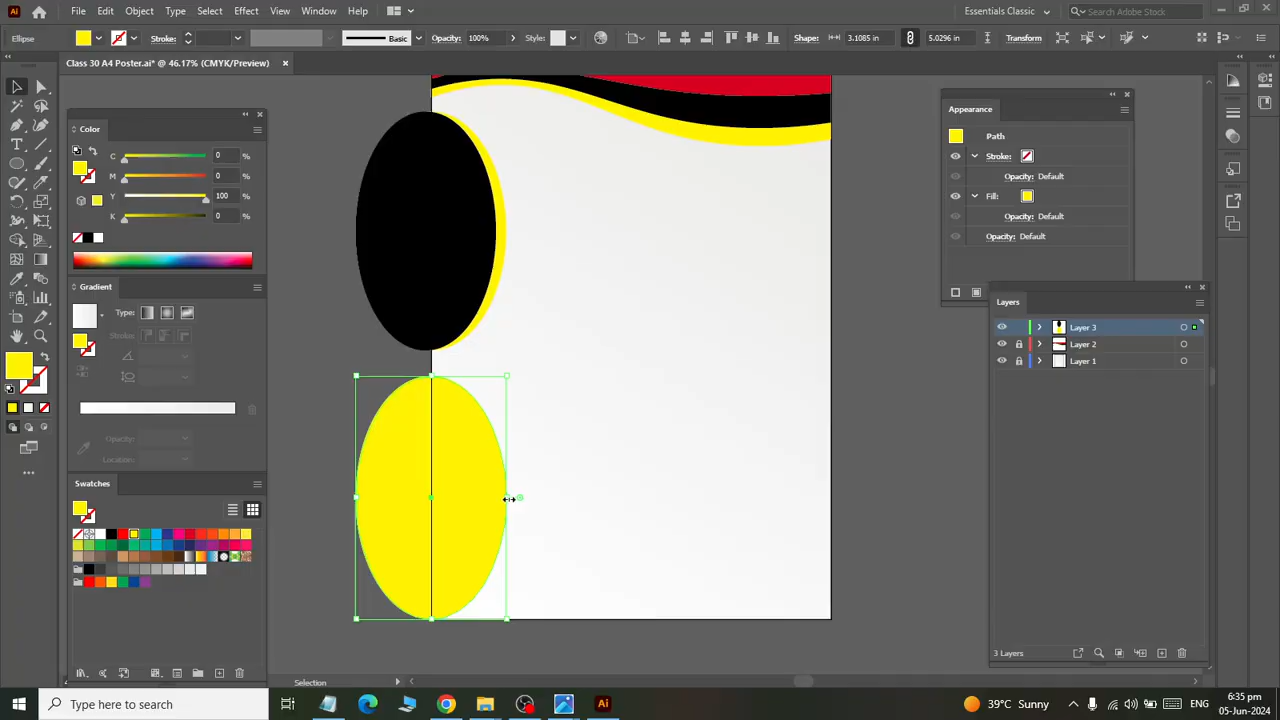 Ai File Edit Object Type Select Effect View Window Help Essentials Classic Search Adobe Stock
Ellipse Stroke: Basic Opacity: 100% Style: Shape: 3.1085 in 5.0296 in Transform
Class 30 A4 Poster.ai* @ 46.17% (CMYK/Preview)
Color
C 0 %
M 0 %
Y 100 %
K 0 %
Gradient
Type:
Stroke:
Opacity:
Location:
Swatches
Appearance
Path
Stroke:
Opacity: Default
Fill:
Opacity: Default
Opacity: Default
Layers
Layer 3
Layer 2
Layer 1
3 Layers
Selection
Type here to search
Ai
39°C Sunny
ENG
6:35 pm
05-Jun-2024